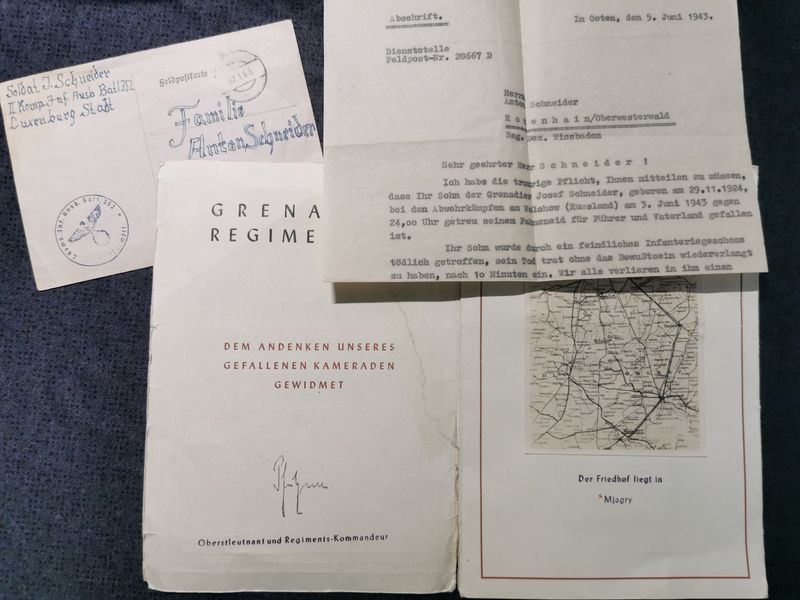 Soldat J. Schneider
II Komp. Inf. Ausb. Batl. 352
Luxenburg Stadt
Feldpostkarte
Familie
Anton Schneider
Abschrift.
Im Osten, den 5. Juni 1943.
Dienststelle
Feldpost-Nr. 28667 D
Herrn
Anton Schneider
Rotenhain/Oberwesterwald
Reg. Bez. Wiesbaden
Sehr geehrter Herr Schneider !
Ich habe die traurige Pflicht, Ihnen mitteilen zu müssen,
dass Ihr Sohn der Grenadier Josef Schneider, geboren am 29.11.1924,
bei den Abwehrkämpfen am Wolchow (Russland) am 3. Juni 1943 gegen
24,00 Uhr getreu seinem Fahneneid für Führer und Vaterland gefallen
ist.
Ihr Sohn wurde durch ein feindliches Infanteriegeschoss
tödlich getroffen, sein Tod trat ohne das Bewußtsein wiedererlangt
zu haben, nach 10 Minuten ein. Wir alle verlieren in ihm einen
GRENA
REGIME
DEM ANDENKEN UNSERES
GEFALLENEN KAMERADEN
GEWIDMET
Oberstleutnant und Regiments-Kommandeur
Der Friedhof liegt in
*Mjagry